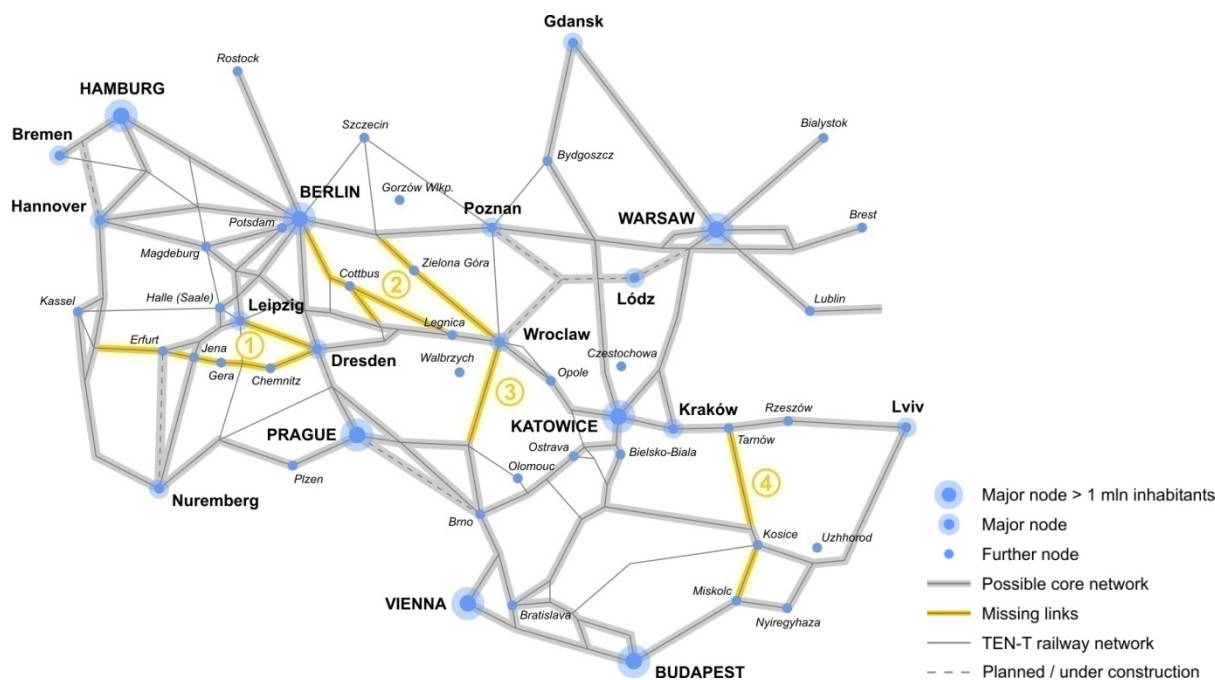 Gdansk
Rostock
HAMBURG
Szczecin
Bialystok
Bremen
Bydgoszcz
Gorzów Wlkp.
BERLIN
Poznan
WARSAW
Brest
Hannover
Potsdam
Magdeburg
Zielona Góra
Cottbus
2
Lódz
Kassel
Halle (Saale)
Leipzig
Lublin
Legnica
Wroclaw
Erfurt
Jena
1
Dresden
Walbrzych
Czestochowa
Gera
Chemnitz
Opole
3
KATOWICE
Kraków
Rzeszów
Lviv
PRAGUE
Ostrava
Tarnów
Plzen
Olomouc
Bielsko-Biala
4
Nuremberg
Brno
Kosice
Uzhhorod
VIENNA
Bratislava
Miskolc
Nyiregyhaza
BUDAPEST
Major node > 1 mln inhabitants
Major node
Further node
Possible core network
Missing links
TEN-T railway network
Planned / under construction